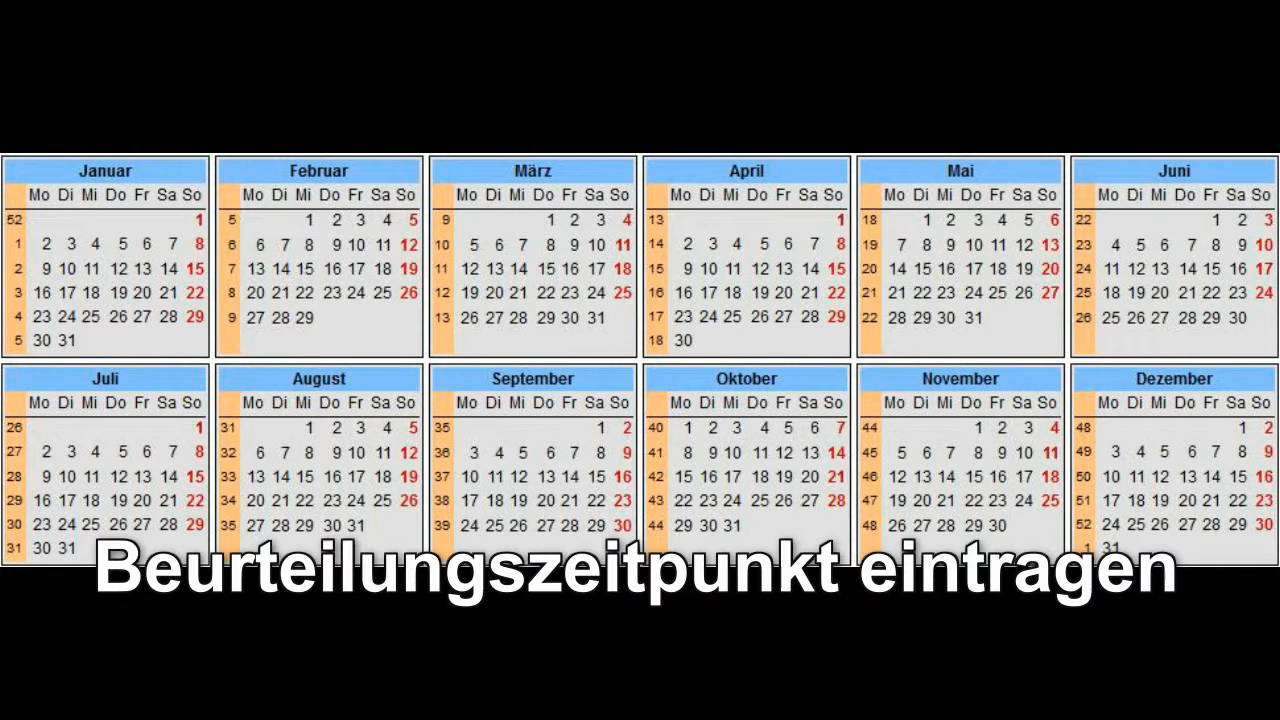 Januar Februar März April Mai Juni
Mo Di Mi Do Fr Sa So Mo Di Mi Do Fr Sa So Mo Di Mi Do Fr Sa So Mo Di Mi Do Fr Sa So Mo Di Mi Do Fr Sa So Mo Di Mi Do Fr Sa So
52 1 5 1 2 3 4 5 9 1 2 3 4 13 1 18 1 2 3 4 5 6 22 1 2 3
1 2 3 4 5 6 7 8 6 6 7 8 9 10 11 12 10 5 6 7 8 9 10 11 14 2 3 4 5 6 7 8 19 7 8 9 10 11 12 13 23 4 5 6 7 8 9 10
2 9 10 11 12 13 14 15 7 13 14 15 16 17 18 19 11 12 13 14 15 16 17 18 15 9 10 11 12 13 14 15 20 14 15 16 17 18 19 20 24 11 12 13 14 15 16 17
3 16 17 18 19 20 21 22 8 20 21 22 23 24 25 26 12 19 20 21 22 23 24 25 16 16 17 18 19 20 21 22 21 21 22 23 24 25 26 27 25 18 19 20 21 22 23 24
4 23 24 25 26 27 28 29 9 27 28 29 13 26 27 28 29 30 31 17 23 24 25 26 27 28 29 22 28 29 30 31 26 25 26 27 28 29 30
5 30 31 18 30
Juli August September Oktober November Dezember
Mo Di Mi Do Fr Sa So Mo Di Mi Do Fr Sa So Mo Di Mi Do Fr Sa So Mo Di Mi Do Fr Sa So Mo Di Mi Do Fr Sa So Mo Di Mi Do Fr Sa So
26 1 31 1 2 3 4 5 35 1 2 40 1 2 3 4 5 6 7 44 1 2 3 4 48 1 2
27 2 3 4 5 6 7 8 32 6 7 8 9 10 11 12 36 3 4 5 6 7 8 9 41 8 9 10 11 12 13 14 45 5 6 7 8 9 10 11 49 3 4 5 6 7 8 9
28 9 10 11 12 13 14 15 33 13 14 15 16 17 18 19 37 10 11 12 13 14 15 16 42 15 16 17 18 19 20 21 46 12 13 14 15 16 17 18 50 10 11 12 13 14 15 16
29 16 17 18 19 20 21 22 34 20 21 22 23 24 25 26 38 17 18 19 20 21 22 23 43 22 23 24 25 26 27 28 47 19 20 21 22 23 24 25 51 17 18 19 20 21 22 23
30 23 24 25 26 27 28 29 35 27 28 29 30 31 39 24 25 26 27 28 29 30 44 29 30 31 48 26 27 28 29 30 52 24 25 26 27 28 29 30
31 30 31 1 31
Beurteilungszeitpunkt eintragen